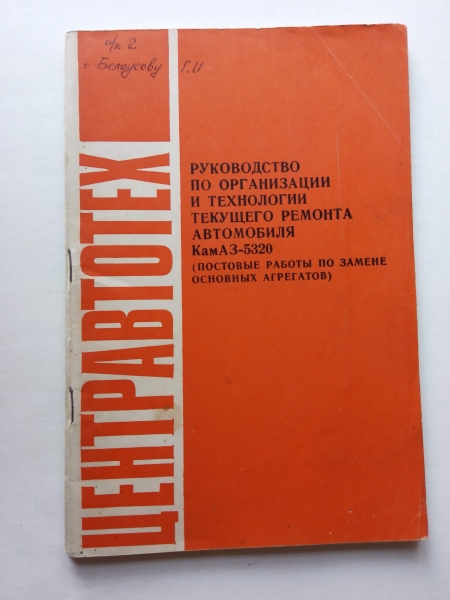 а/к 2
т. Белоусову Г.И
ЦЕНТРАВТОТЕХ
РУКОВОДСТВО
ПО ОРГАНИЗАЦИИ
И ТЕХНОЛОГИИ
ТЕКУЩЕГО РЕМОНТА
АВТОМОБИЛЯ
КамАЗ-5320
(ПОСТОВЫЕ РАБОТЫ ПО ЗАМЕНЕ
ОСНОВНЫХ АГРЕГАТОВ)